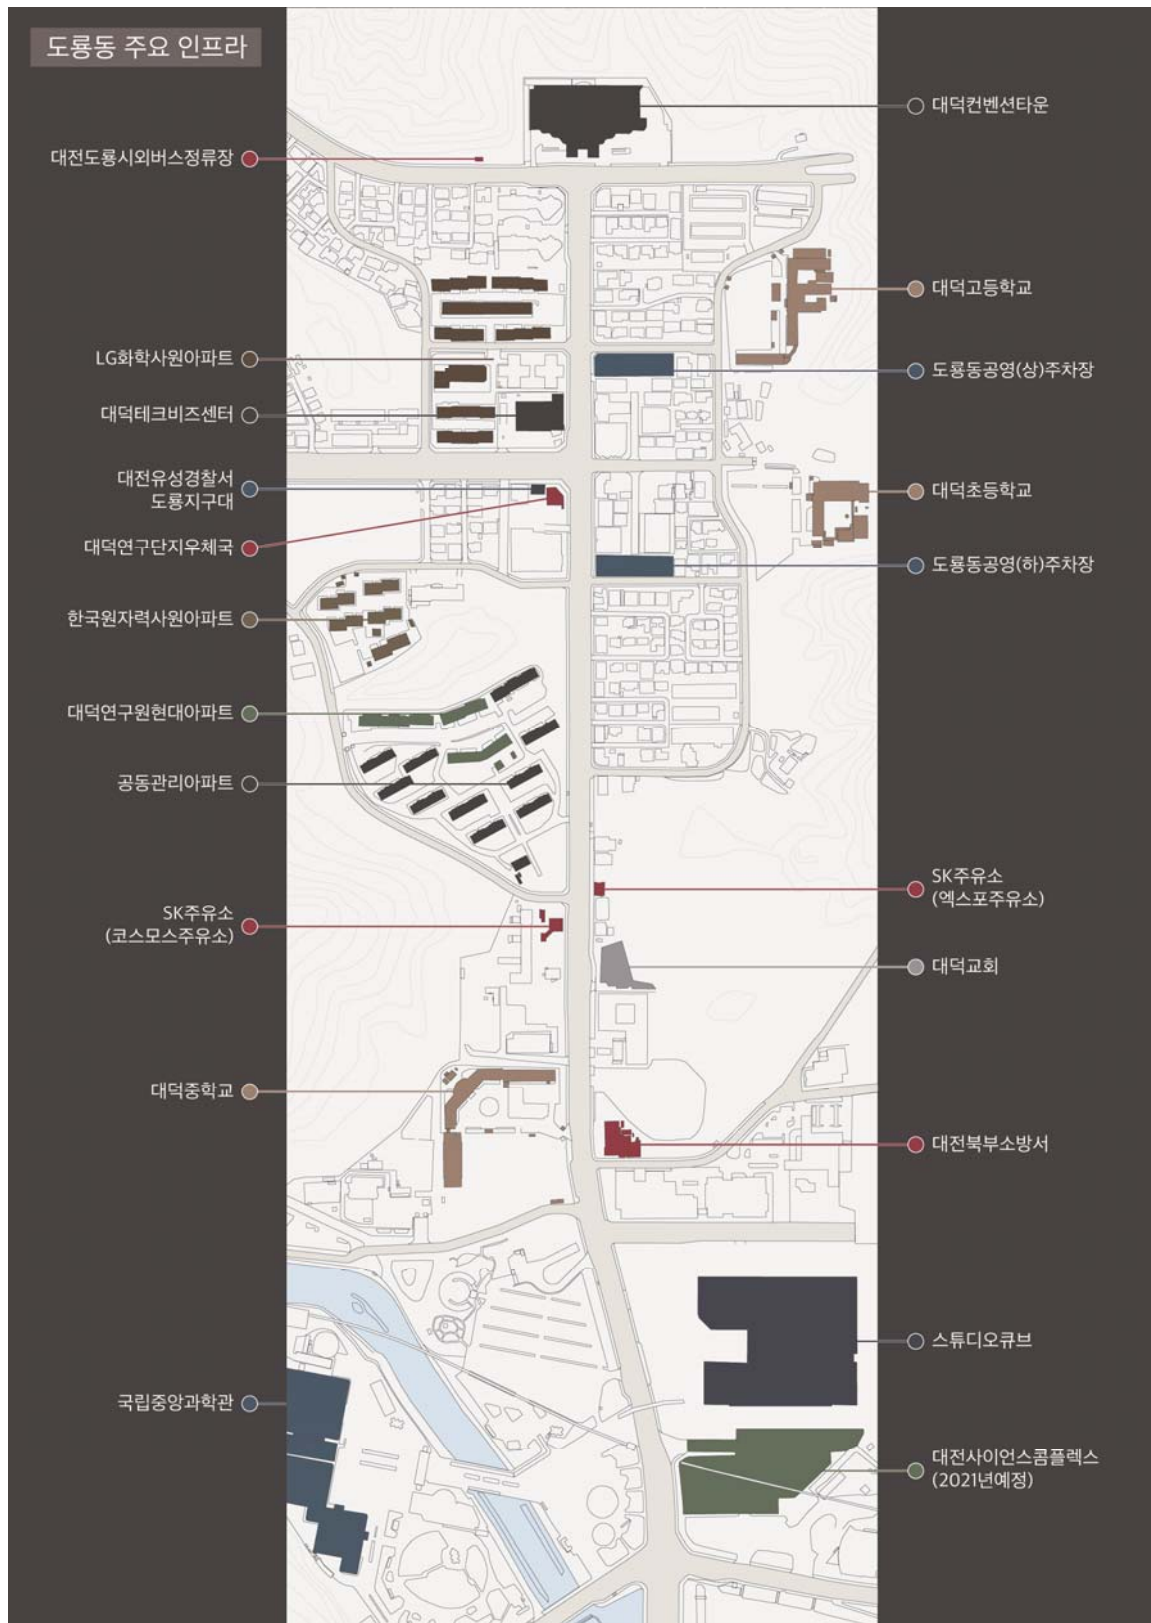 도룡동 주요 인프라
대전도룡시외버스정류장
LG화학사원아파트
대덕테크비즈센터
대전유성경찰서
도룡지구대
대덕연구단지우체국
한국원자력사원아파트
대덕연구원현대아파트
공동관리아파트
SK주유소
(코스모스주유소)
대덕중학교
국립중앙과학관
대덕컨벤션타운
대덕고등학교
도룡동공영(상)주차장
대덕초등학교
도룡동공영(하)주차장
SK주유소
(엑스포주유소)
대덕교회
대전북부소방서
스튜디오큐브
대전사이언스콤플렉스
(2021년예정)